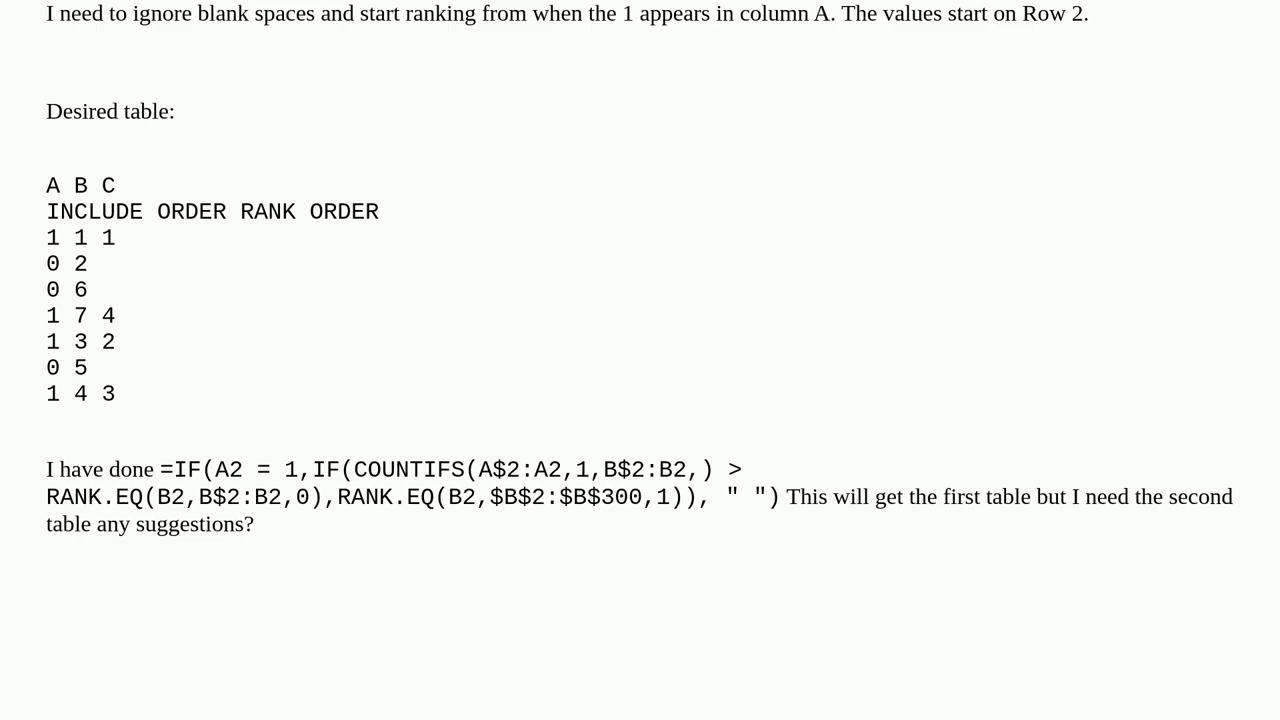 I need to ignore blank spaces and start ranking from when the 1 appears in column A. The values start on Row 2.
Desired table:
A B C
INCLUDE ORDER RANK ORDER
1 1 1
0 2
0 6
1 7 4
1 3 2
0 5
1 4 3
I have done =IF(A2 = 1,IF(COUNTIFS(A$2:A2,1,B$2:B2,) >
RANK.EQ(B2,B$2:B2,0),RANK.EQ(B2,$B$2:$B$300,1)), " ") This will get the first table but I need the second
table any suggestions?